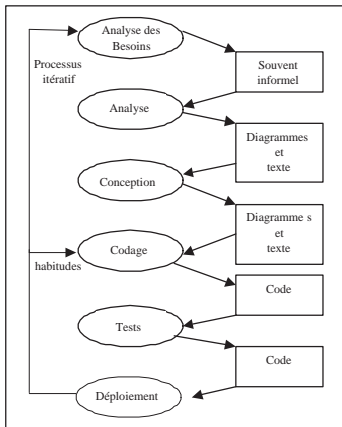 Analyse des
Besoins
Processus
itératif
Souvent
informel
Analyse
Diagrammes
et
texte
Conception
Diagramme s
et
texte
habitudes
Codage
Code
Tests
Code
Déploiement